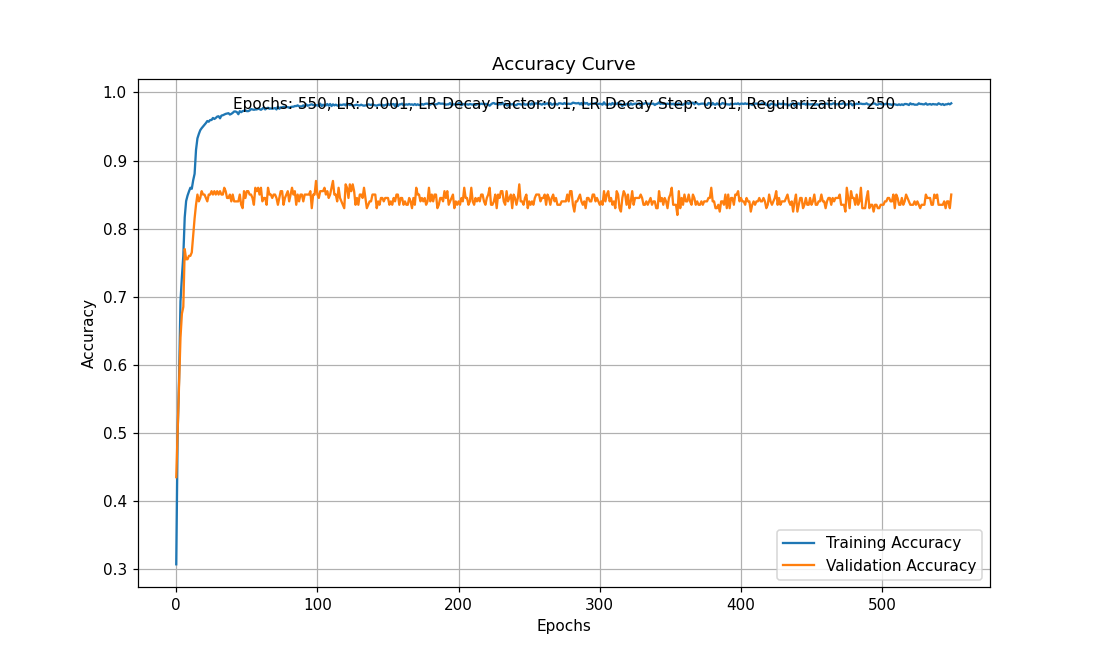 Accuracy Curve
Epochs: 550, LR: 0.001, LR Decay Factor:0.1, LR Decay Step: 0.01, Regularization: 250
1.0
0.9
0.8
0.7
0.6
0.5
0.4
0.3
Accuracy
Training Accuracy
Validation Accuracy
0 100 200 300 400 500
Epochs